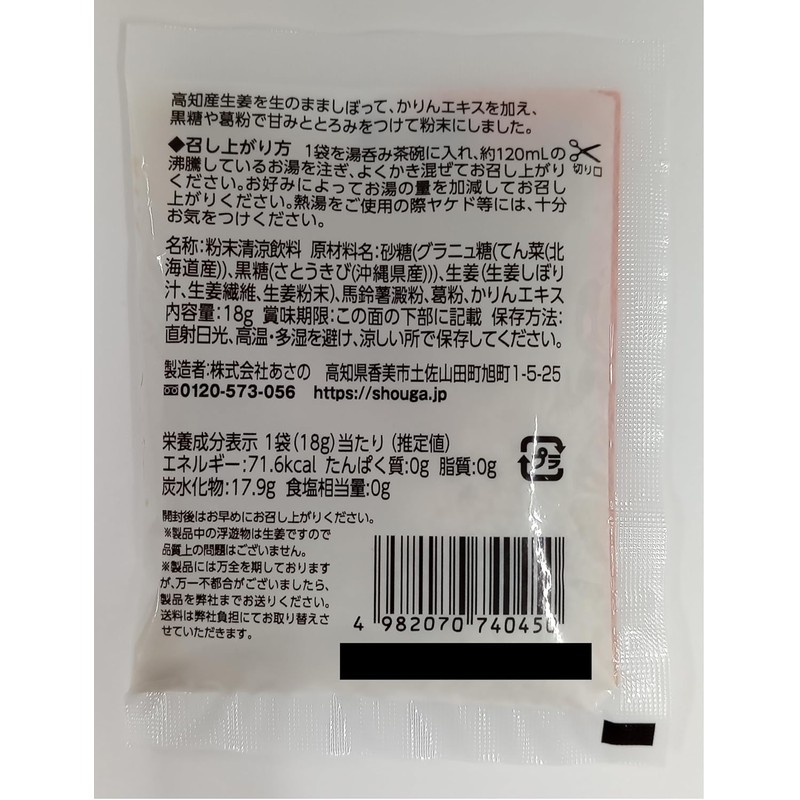 高知産生姜を生のまましぼって、かりんエキスを加え、
黒糖や葛粉で甘みととろみをつけて粉末にしました。
◆召し上がり方 1袋を湯呑み茶碗に入れ、約120mLの
沸騰しているお湯を注ぎ、よくかき混ぜてお召し上がり
ください。お好みによってお湯の量を加減してお召し
上がりください。熱湯をご使用の際ヤケド等には、十分
お気をつけください。
切り口
名称:粉末清涼飲料 原材料名:砂糖(グラニュ糖(てん菜(北
海道産))、黒糖(さとうきび(沖縄県産)))、生姜(生姜しぼり
汁、生姜繊維、生姜粉末)、馬鈴薯澱粉、葛粉、かりんエキス
内容量:18g 賞味期限:この面の下部に記載 保存方法:
直射日光、高温・多湿を避け、涼しい所で保存してください。
製造者:株式会社あさの 高知県香美市土佐山田町旭町1-5-25
0120-573-056 https://shouga.jp
栄養成分表示 1袋(18g)当たり (推定値)
エネルギー:71.6kcal たんぱく質:0g 脂質:0g
炭水化物:17.9g 食塩相当量:0g
プラ
開封後はお早めにお召し上がりください。
※製品中の浮遊物は生姜ですので
品質上の問題はございません。
※製品には万全を期しております
が、万一不都合がございましたら、
製品を弊社までお送りください。
送料は弊社負担にてお取り替えさ
せていただきます。
4 982070 740450